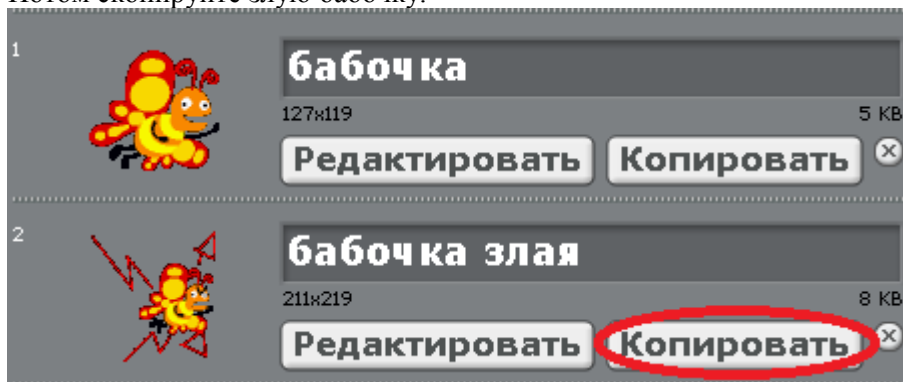 Потом скопируйте злую бабочку.
1
бабочка
127x119 5 KB
Редактировать Копировать
2
бабочка злая
211x219 8 KB
Редактировать Копировать